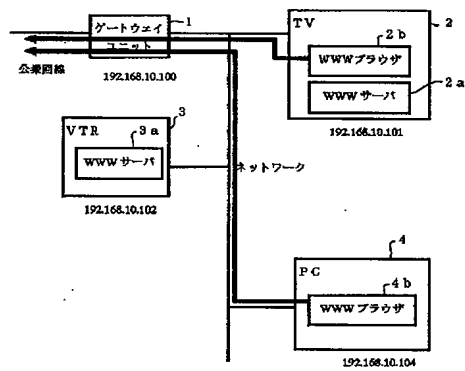 ゲートウェイ
ユニット
1
公衆回線
192.168.10.100
TV
2
WWWブラウザ
2b
WWWサーバ
2a
192.168.10.101
VTR
3
3a
WWWサーバ
192.168.10.102
ネットワーク
PC
4
4b
WWWブラウザ
192.168.10.104